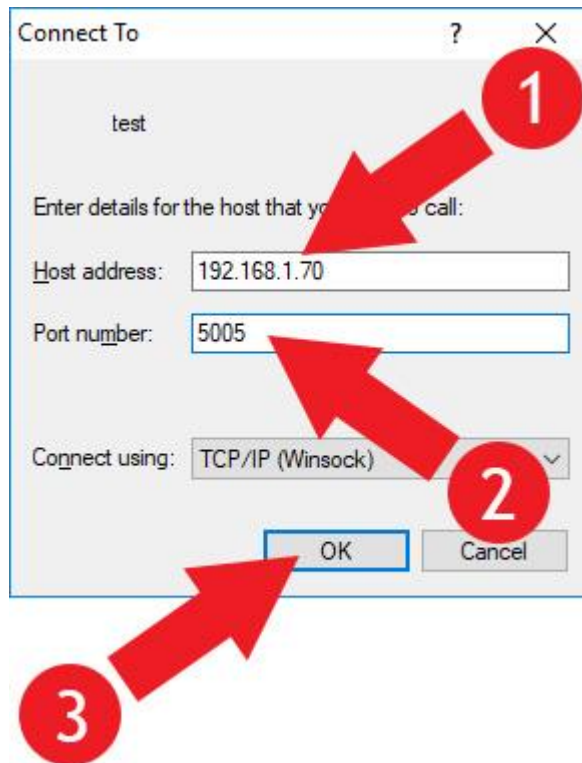 Connect To ? ×
1
test
Enter details for the host that yo call:
Host address: 192.168.1.70
Port number: 5005
Connect using: TCP/IP (Winsock)
2
OK Cancel
3